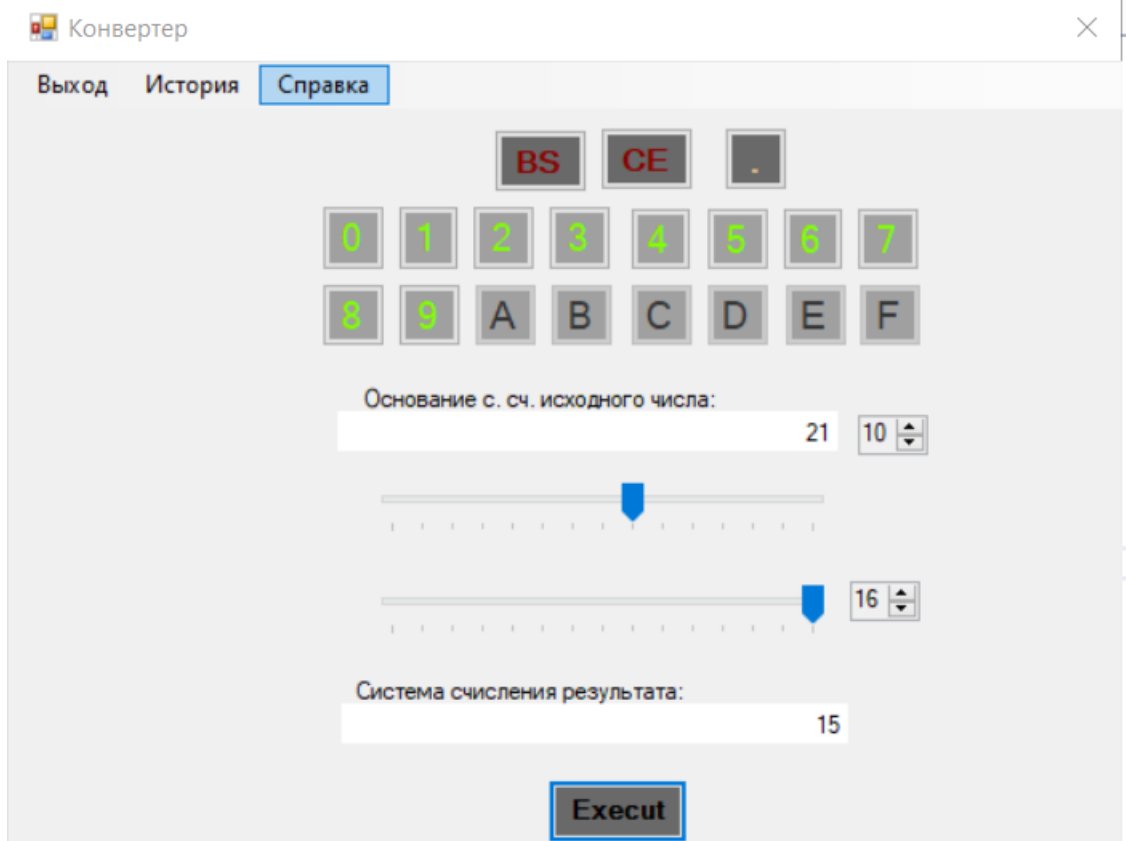 Конвертер
Выход История Справка
BS CE .
0 1 2 3 4 5 6 7
8 9 A B C D E F
Основание с. сч. исходного числа:
21 10
16
Система счисления результата:
15
Execut